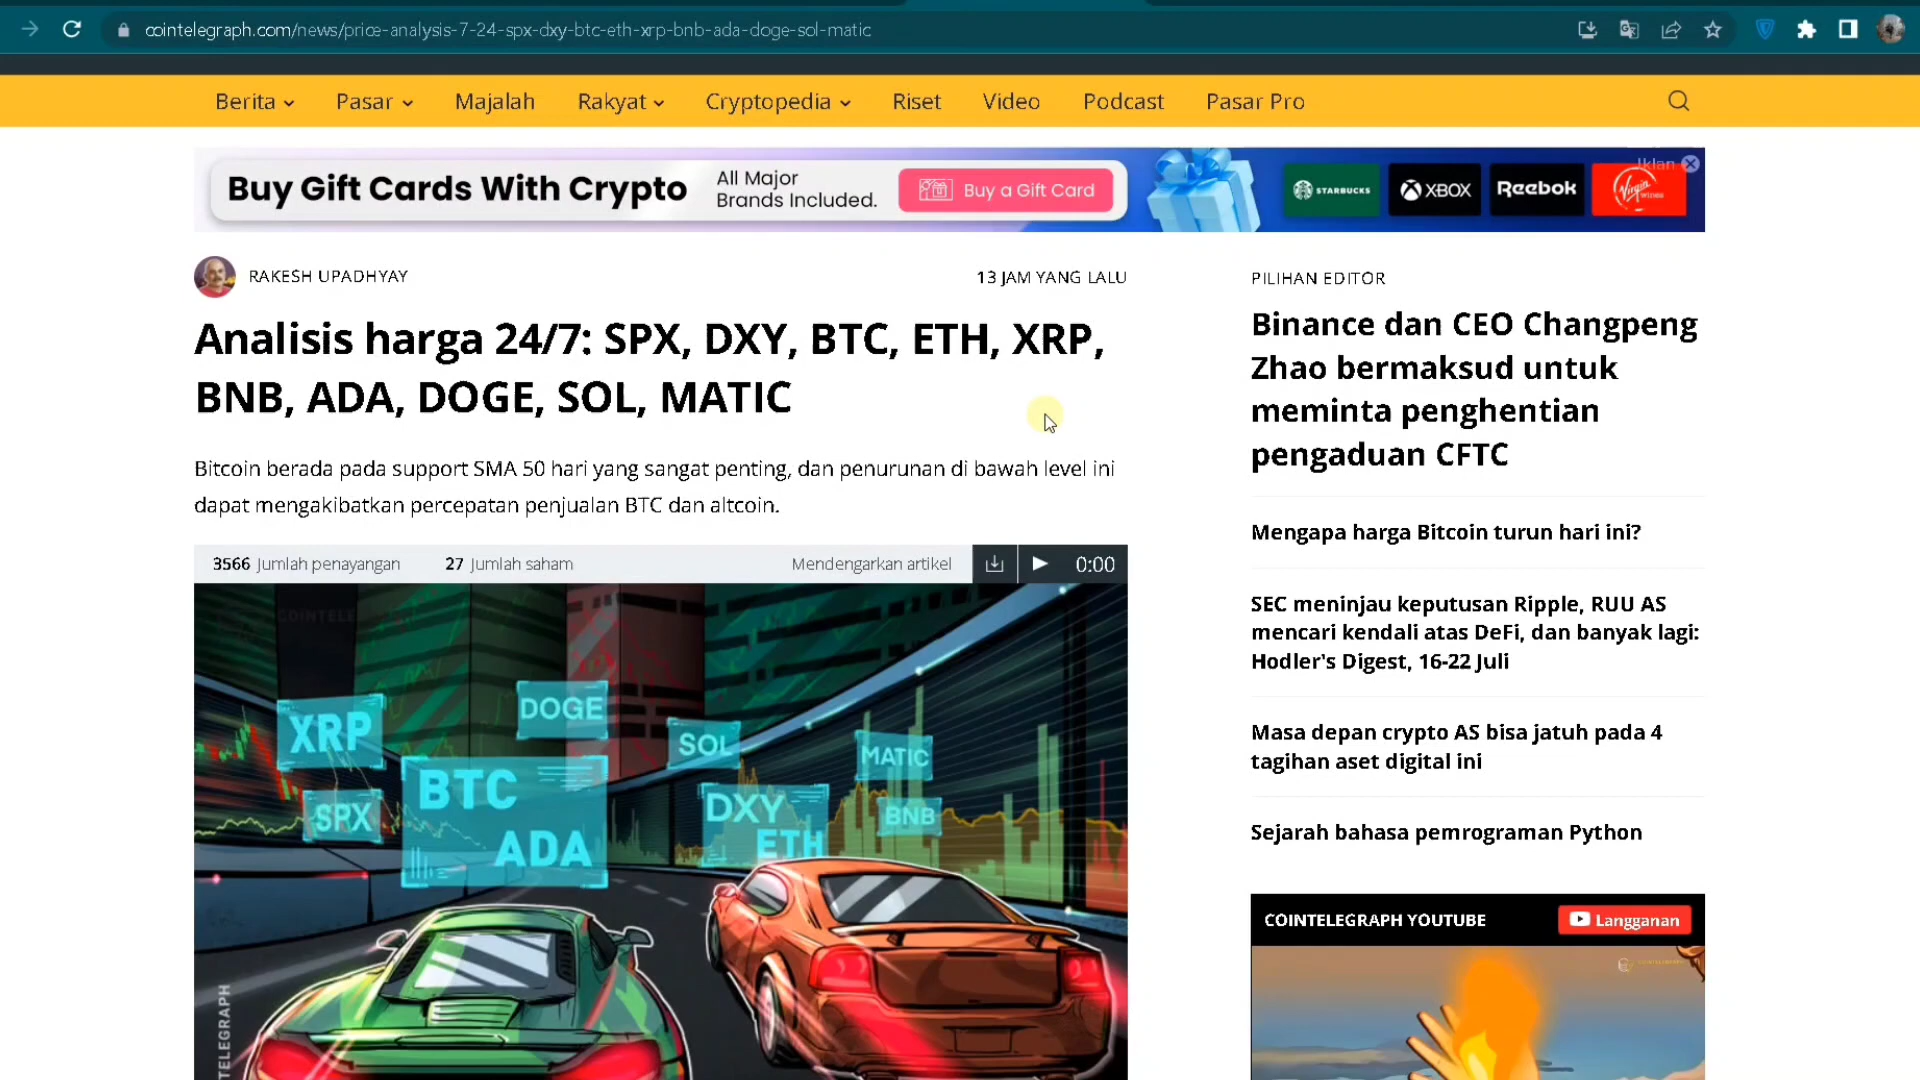 cointelegraph.com/news/price-analysis-7-24-spx-dxy-btc-eth-xrp-bnb-ada-doge-sol-matic
Berita Pasar Majalah Rakyat Cryptopedia Riset Video Podcast Pasar Pro
Buy Gift Cards With Crypto
All Major
Brands Included.
Buy a Gift Card
STARBUCKS
XBOX
Reebok
Virgin
Iklan
RAKESH UPADHYAY
13 JAM YANG LALU
Analisis harga 24/7: SPX, DXY, BTC, ETH, XRP,
BNB, ADA, DOGE, SOL, MATIC
Bitcoin berada pada support SMA 50 hari yang sangat penting, dan penurunan di bawah level ini
dapat mengakibatkan percepatan penjualan BTC dan altcoin.
3566 Jumlah penayangan 27 Jumlah saham Mendengarkan artikel 0:00
COINTELE
XRP
DOGE
SOL
MATIC
BTC
ADA
SPX
DXY
ETH
BNB
TELEGRAPH
PILIHAN EDITOR
Binance dan CEO Changpeng
Zhao bermaksud untuk
meminta penghentian
pengaduan CFTC
Mengapa harga Bitcoin turun hari ini?
SEC meninjau keputusan Ripple, RUU AS
mencari kendali atas DeFi, dan banyak lagi:
Hodler's Digest, 16-22 Juli
Masa depan crypto AS bisa jatuh pada 4
tagihan aset digital ini
Sejarah bahasa pemrograman Python
COINTELEGRAPH YOUTUBE
Langganan